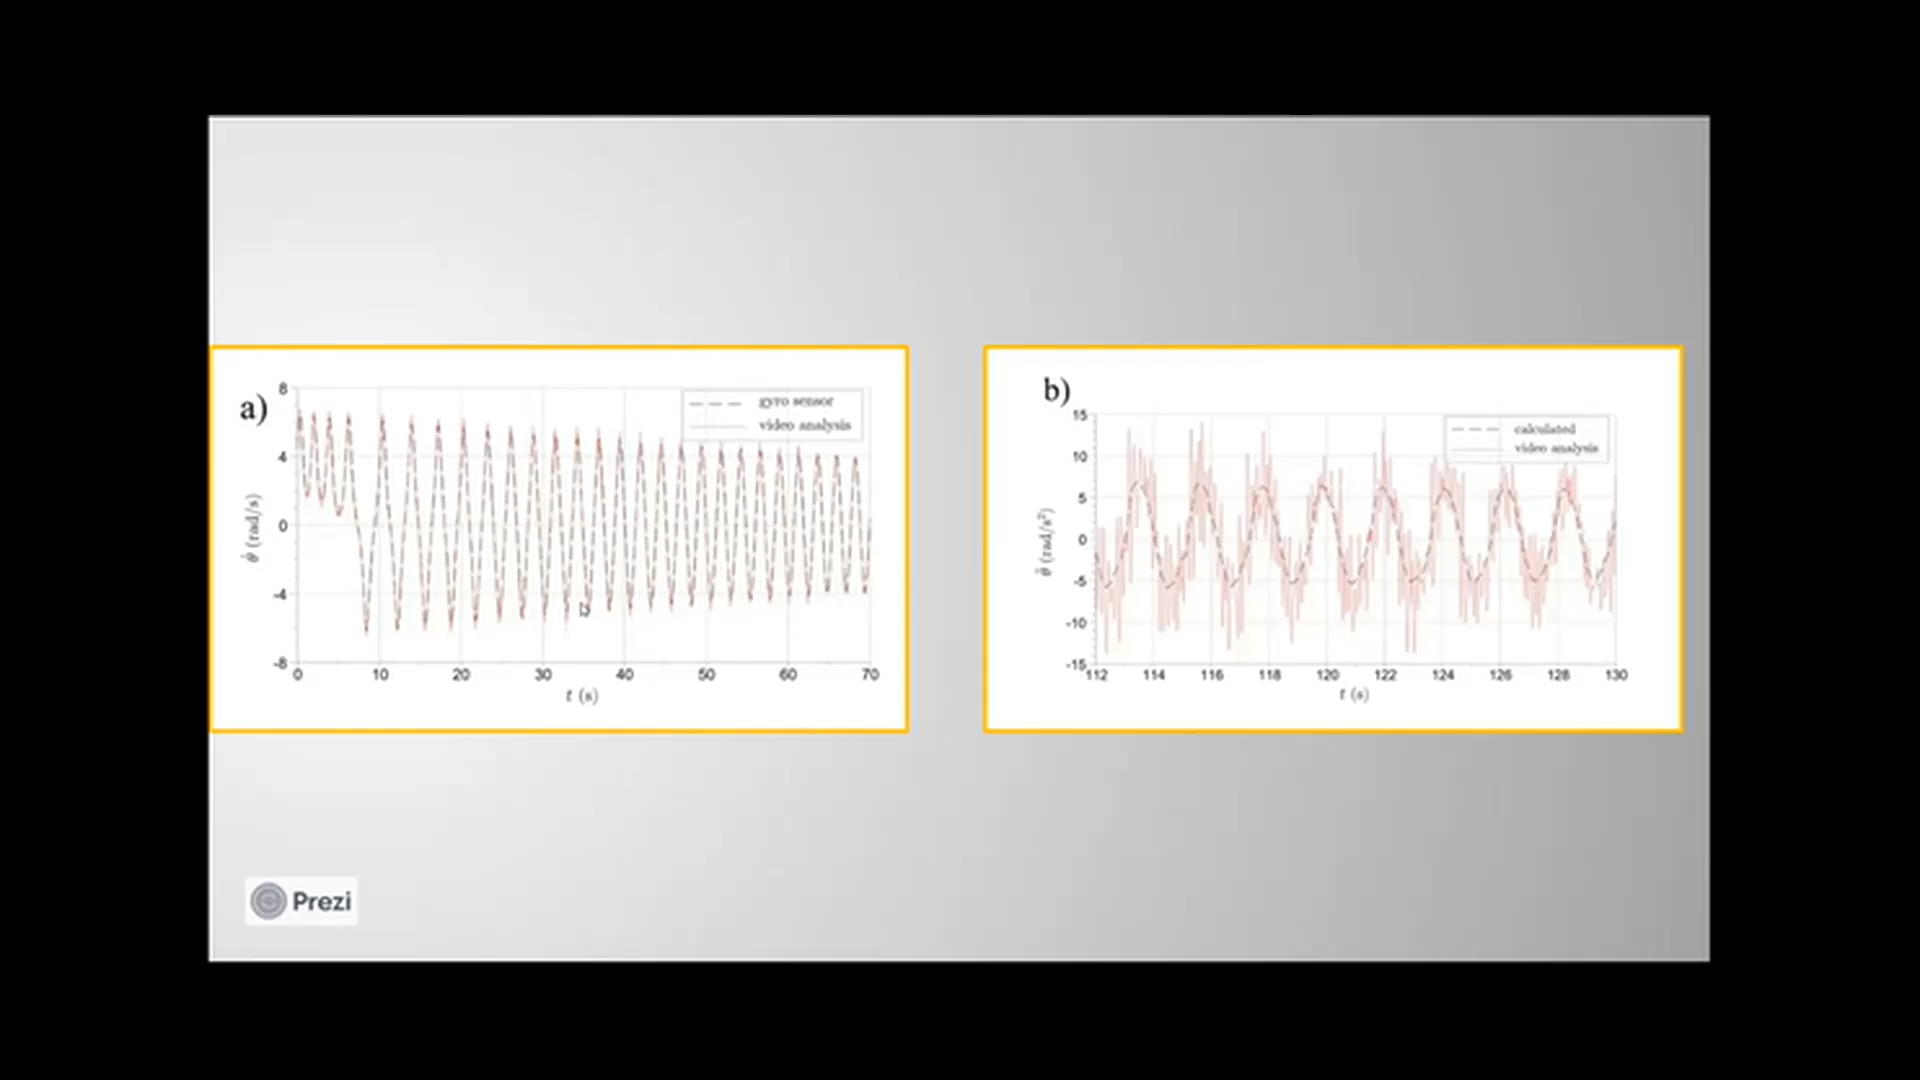 a)
8
4
0
-4
-8
θ̇ (rad/s)
gyro sensor
video analysis
0 10 20 30 40 50 60 70
t (s)
b)
15
10
5
0
-5
-10
-15
θ̈ (rad/s²)
calculated
video analysis
112 114 116 118 120 122 124 126 128 130
t (s)
Prezi